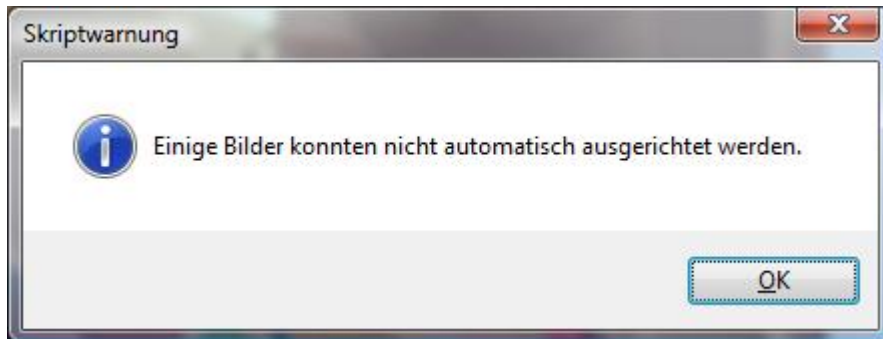 Skriptwarnung
Einige Bilder konnten nicht automatisch ausgerichtet werden.
OK